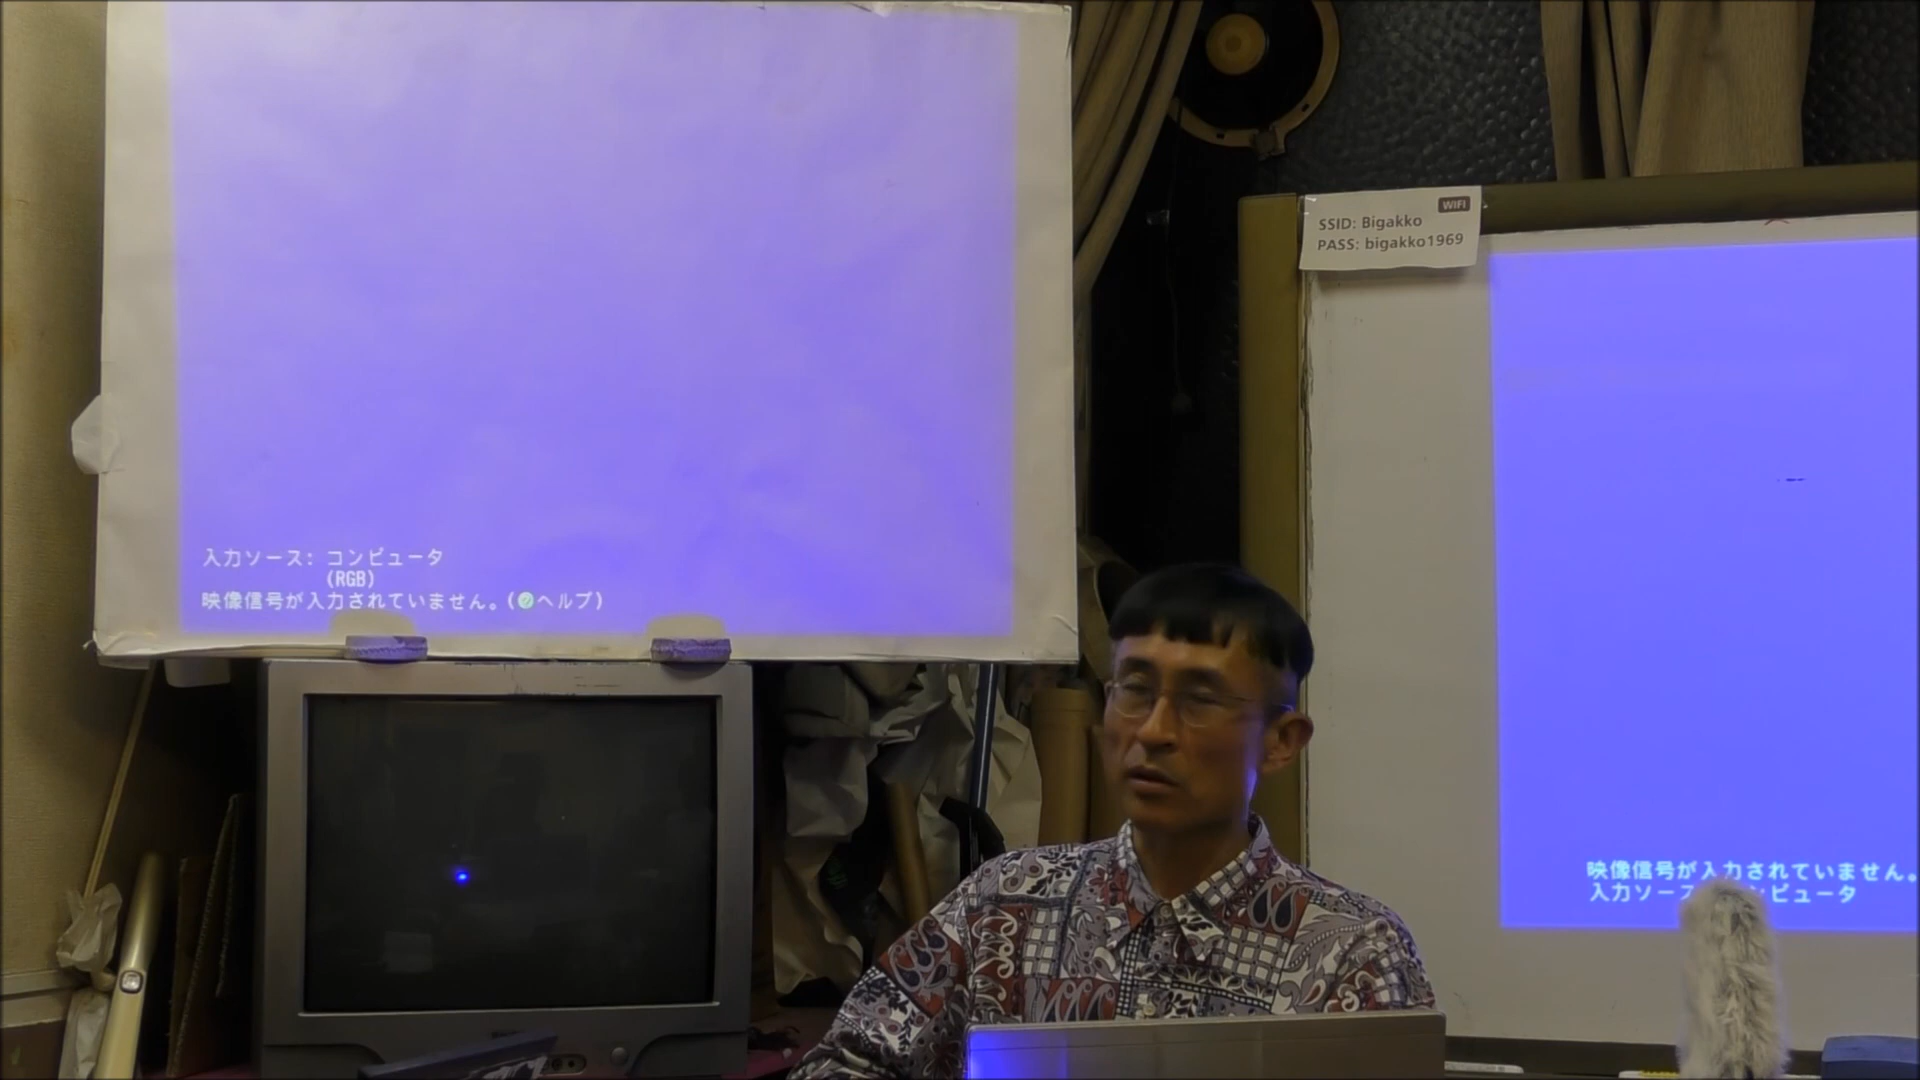 WIFI
SSID: Bigakko
PASS: bigakko1969
入力ソース: コンピュータ
(RGB)
映像信号が入力されていません。(?ヘルプ)
映像信号が入力されていません。
入力ソース ンピュータ